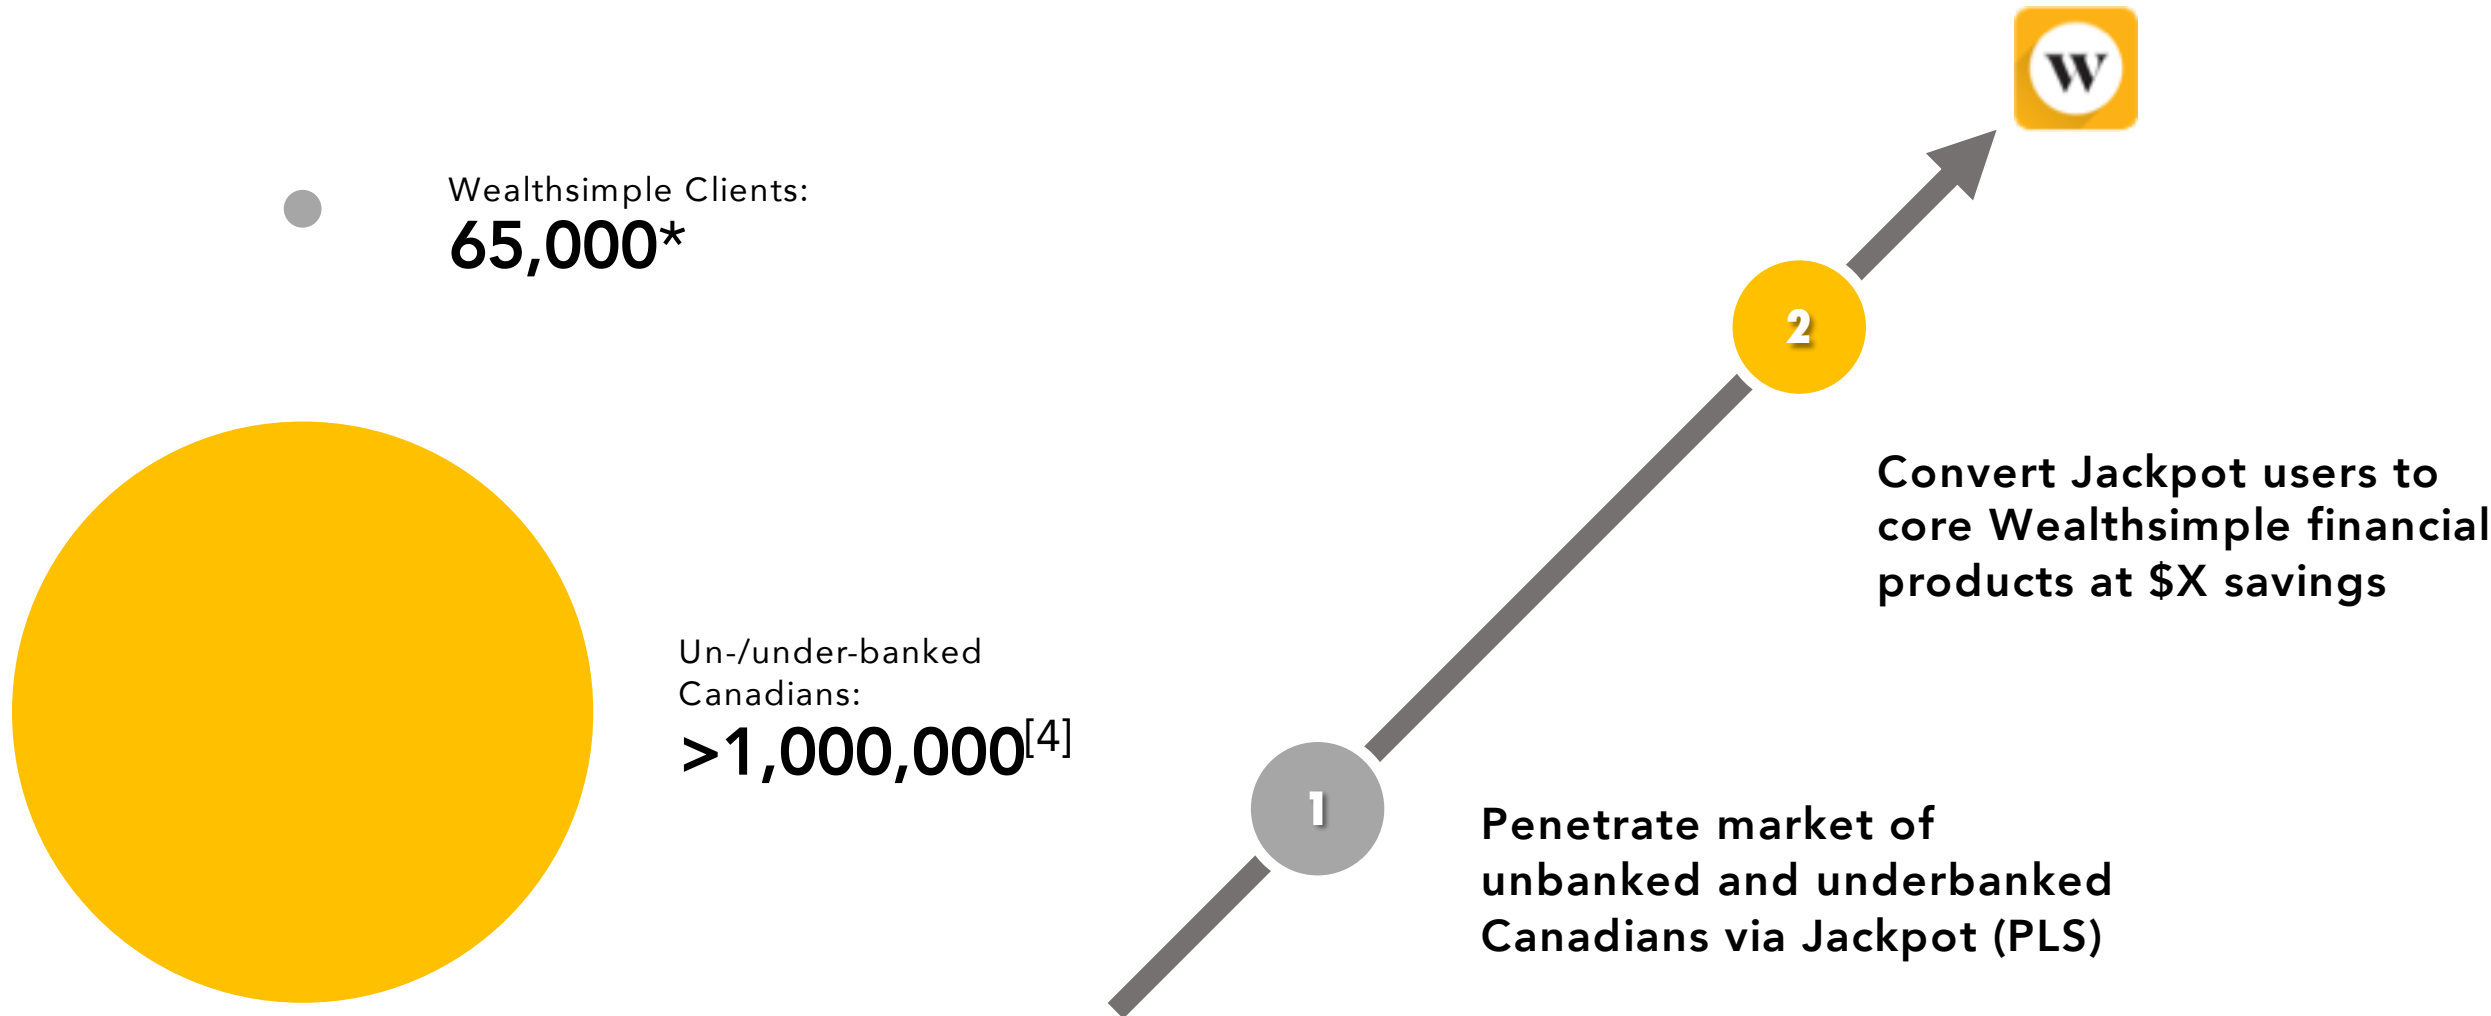 W
Wealthsimple Clients:
65,000*
Un-/under-banked
Canadians:
>1,000,000[4]
2
Convert Jackpot users to
core Wealthsimple financial
products at $X savings
1
Penetrate market of
unbanked and underbanked
Canadians via Jackpot (PLS)